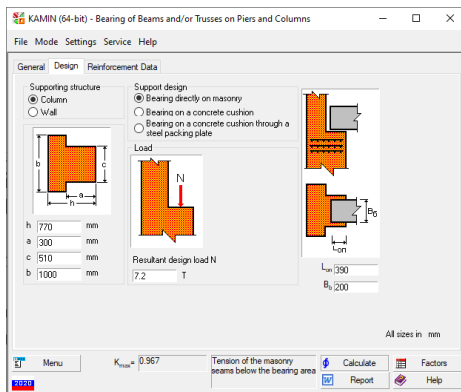 KAMIN (64-bit) - Bearing of Beams and/or Trusses on Piers and Columns
File Mode Settings Service Help
General Design Reinforcement Data
Supporting structure
Column
Wall
b
c
a
h
h 770 mm
a 300 mm
c 510 mm
b 1000 mm
Support design
Bearing directly on masonry
Bearing on a concrete cushion
Bearing on a concrete cushion through a
steel packing plate
Load
N
Resultant design load N
7.2 T
Bб
Lon
Lon 390
Bb 200
All sizes in mm
Menu
Kmax= 0.967
Tension of the masonry
seams below the bearing area
Calculate
Factors
2020
Report
Help